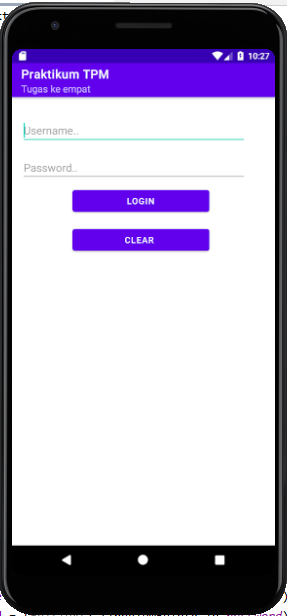 10:27
Praktikum TPM
Tugas ke empat
Username..
Password..
LOGIN
CLEAR